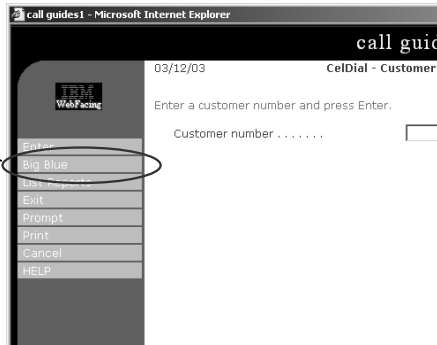 call guides1 - Microsoft Internet Explorer
call guid
03/12/03 CelDial - Customer
IBM
WebFacing
Enter a customer number and press Enter.
Customer number . . . . . . .
Enter
Big Blue
List Reports
Exit
Prompt
Print
Cancel
HELP